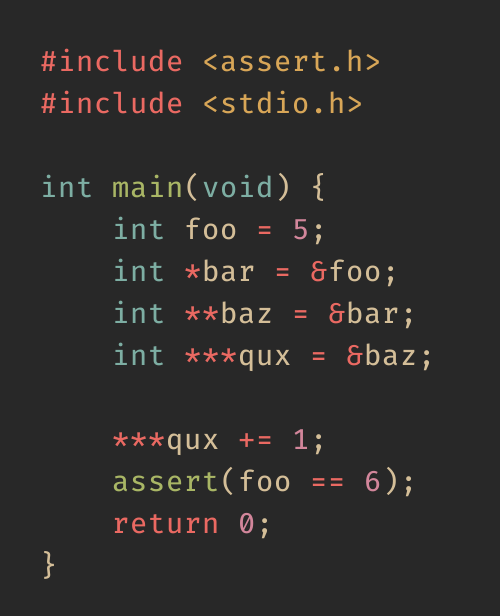 #include <assert.h>
#include <stdio.h>

int main(void) {
    int foo = 5;
    int *bar = &foo;
    int **baz = &bar;
    int ***qux = &baz;

    ***qux += 1;
    assert(foo == 6);
    return 0;
}